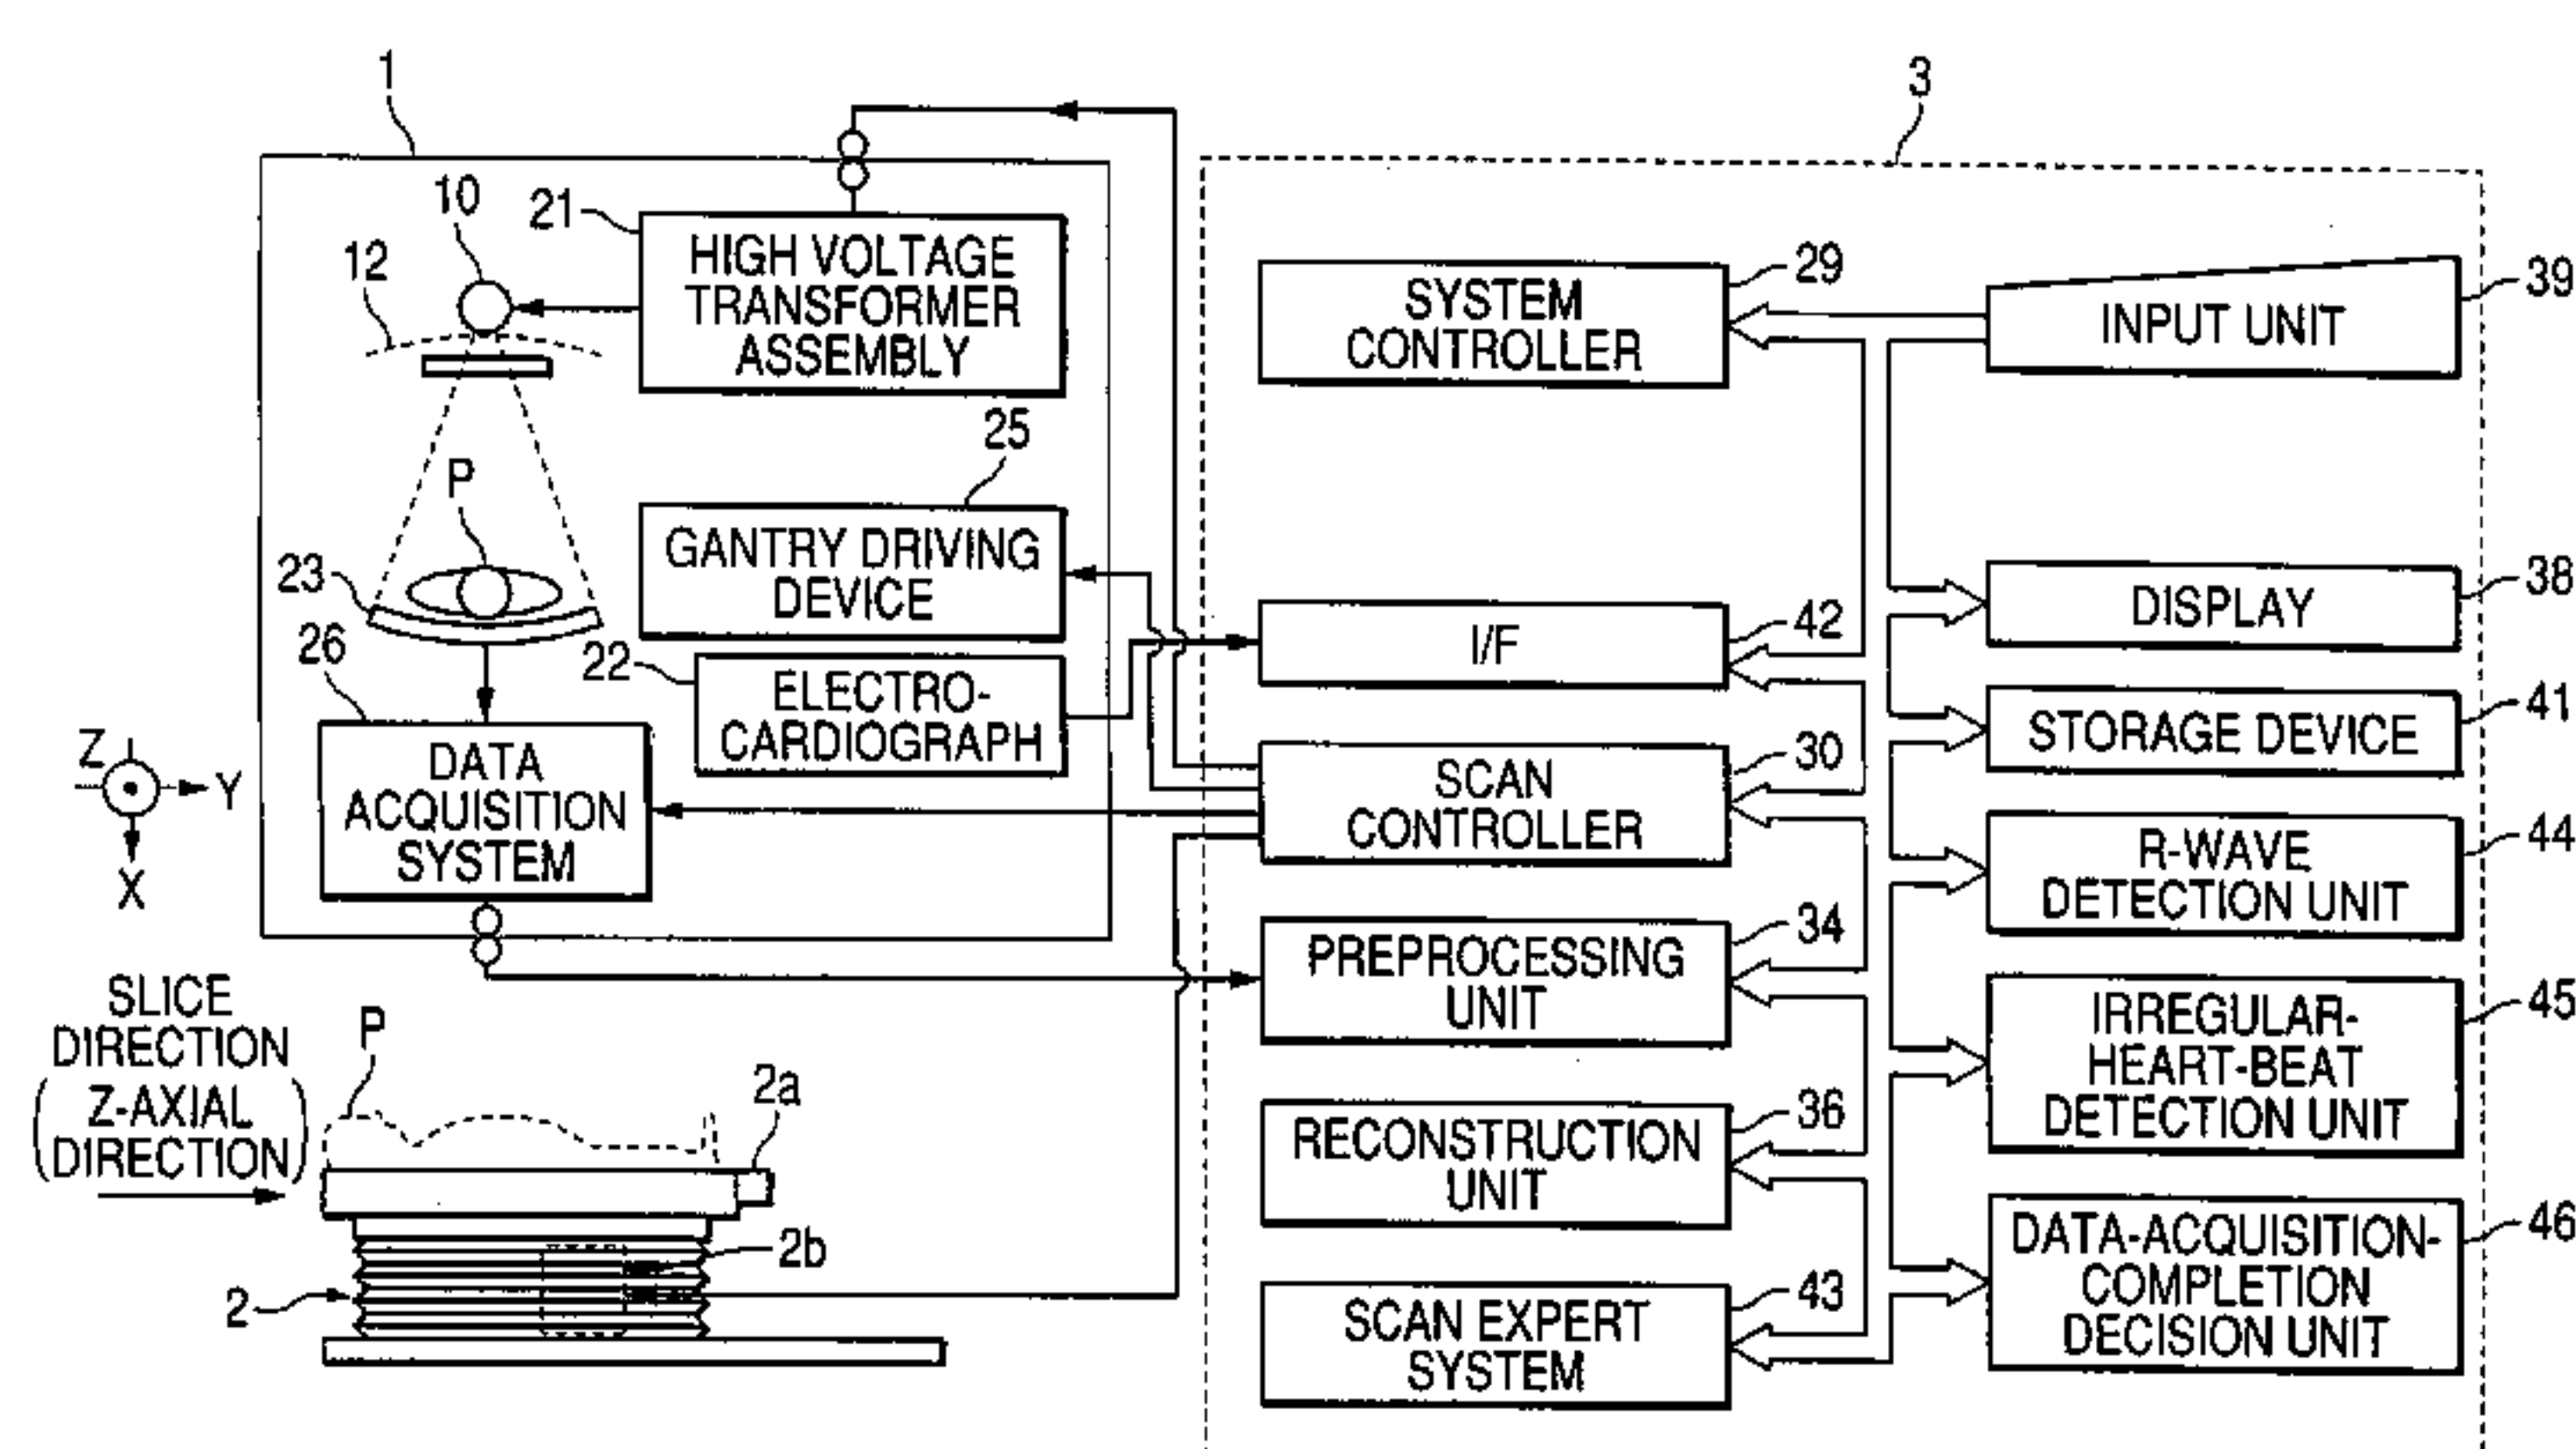 1
3
10
21
12
HIGH VOLTAGE
TRANSFORMER
ASSEMBLY
29
SYSTEM
CONTROLLER
39
INPUT UNIT
25
P
GANTRY DRIVING
DEVICE
23
26
22
ELECTRO-
CARDIOGRAPH
42
I/F
38
DISPLAY
41
STORAGE DEVICE
Z
Y
X
DATA
ACQUISITION
SYSTEM
30
SCAN
CONTROLLER
44
R-WAVE
DETECTION UNIT
34
PREPROCESSING
UNIT
45
IRREGULAR-
HEART-BEAT
DETECTION UNIT
SLICE
DIRECTION
(Z-AXIAL
DIRECTION)
P
2a
2b
2
36
RECONSTRUCTION
UNIT
46
DATA-ACQUISITION-
COMPLETION
DECISION UNIT
43
SCAN EXPERT
SYSTEM